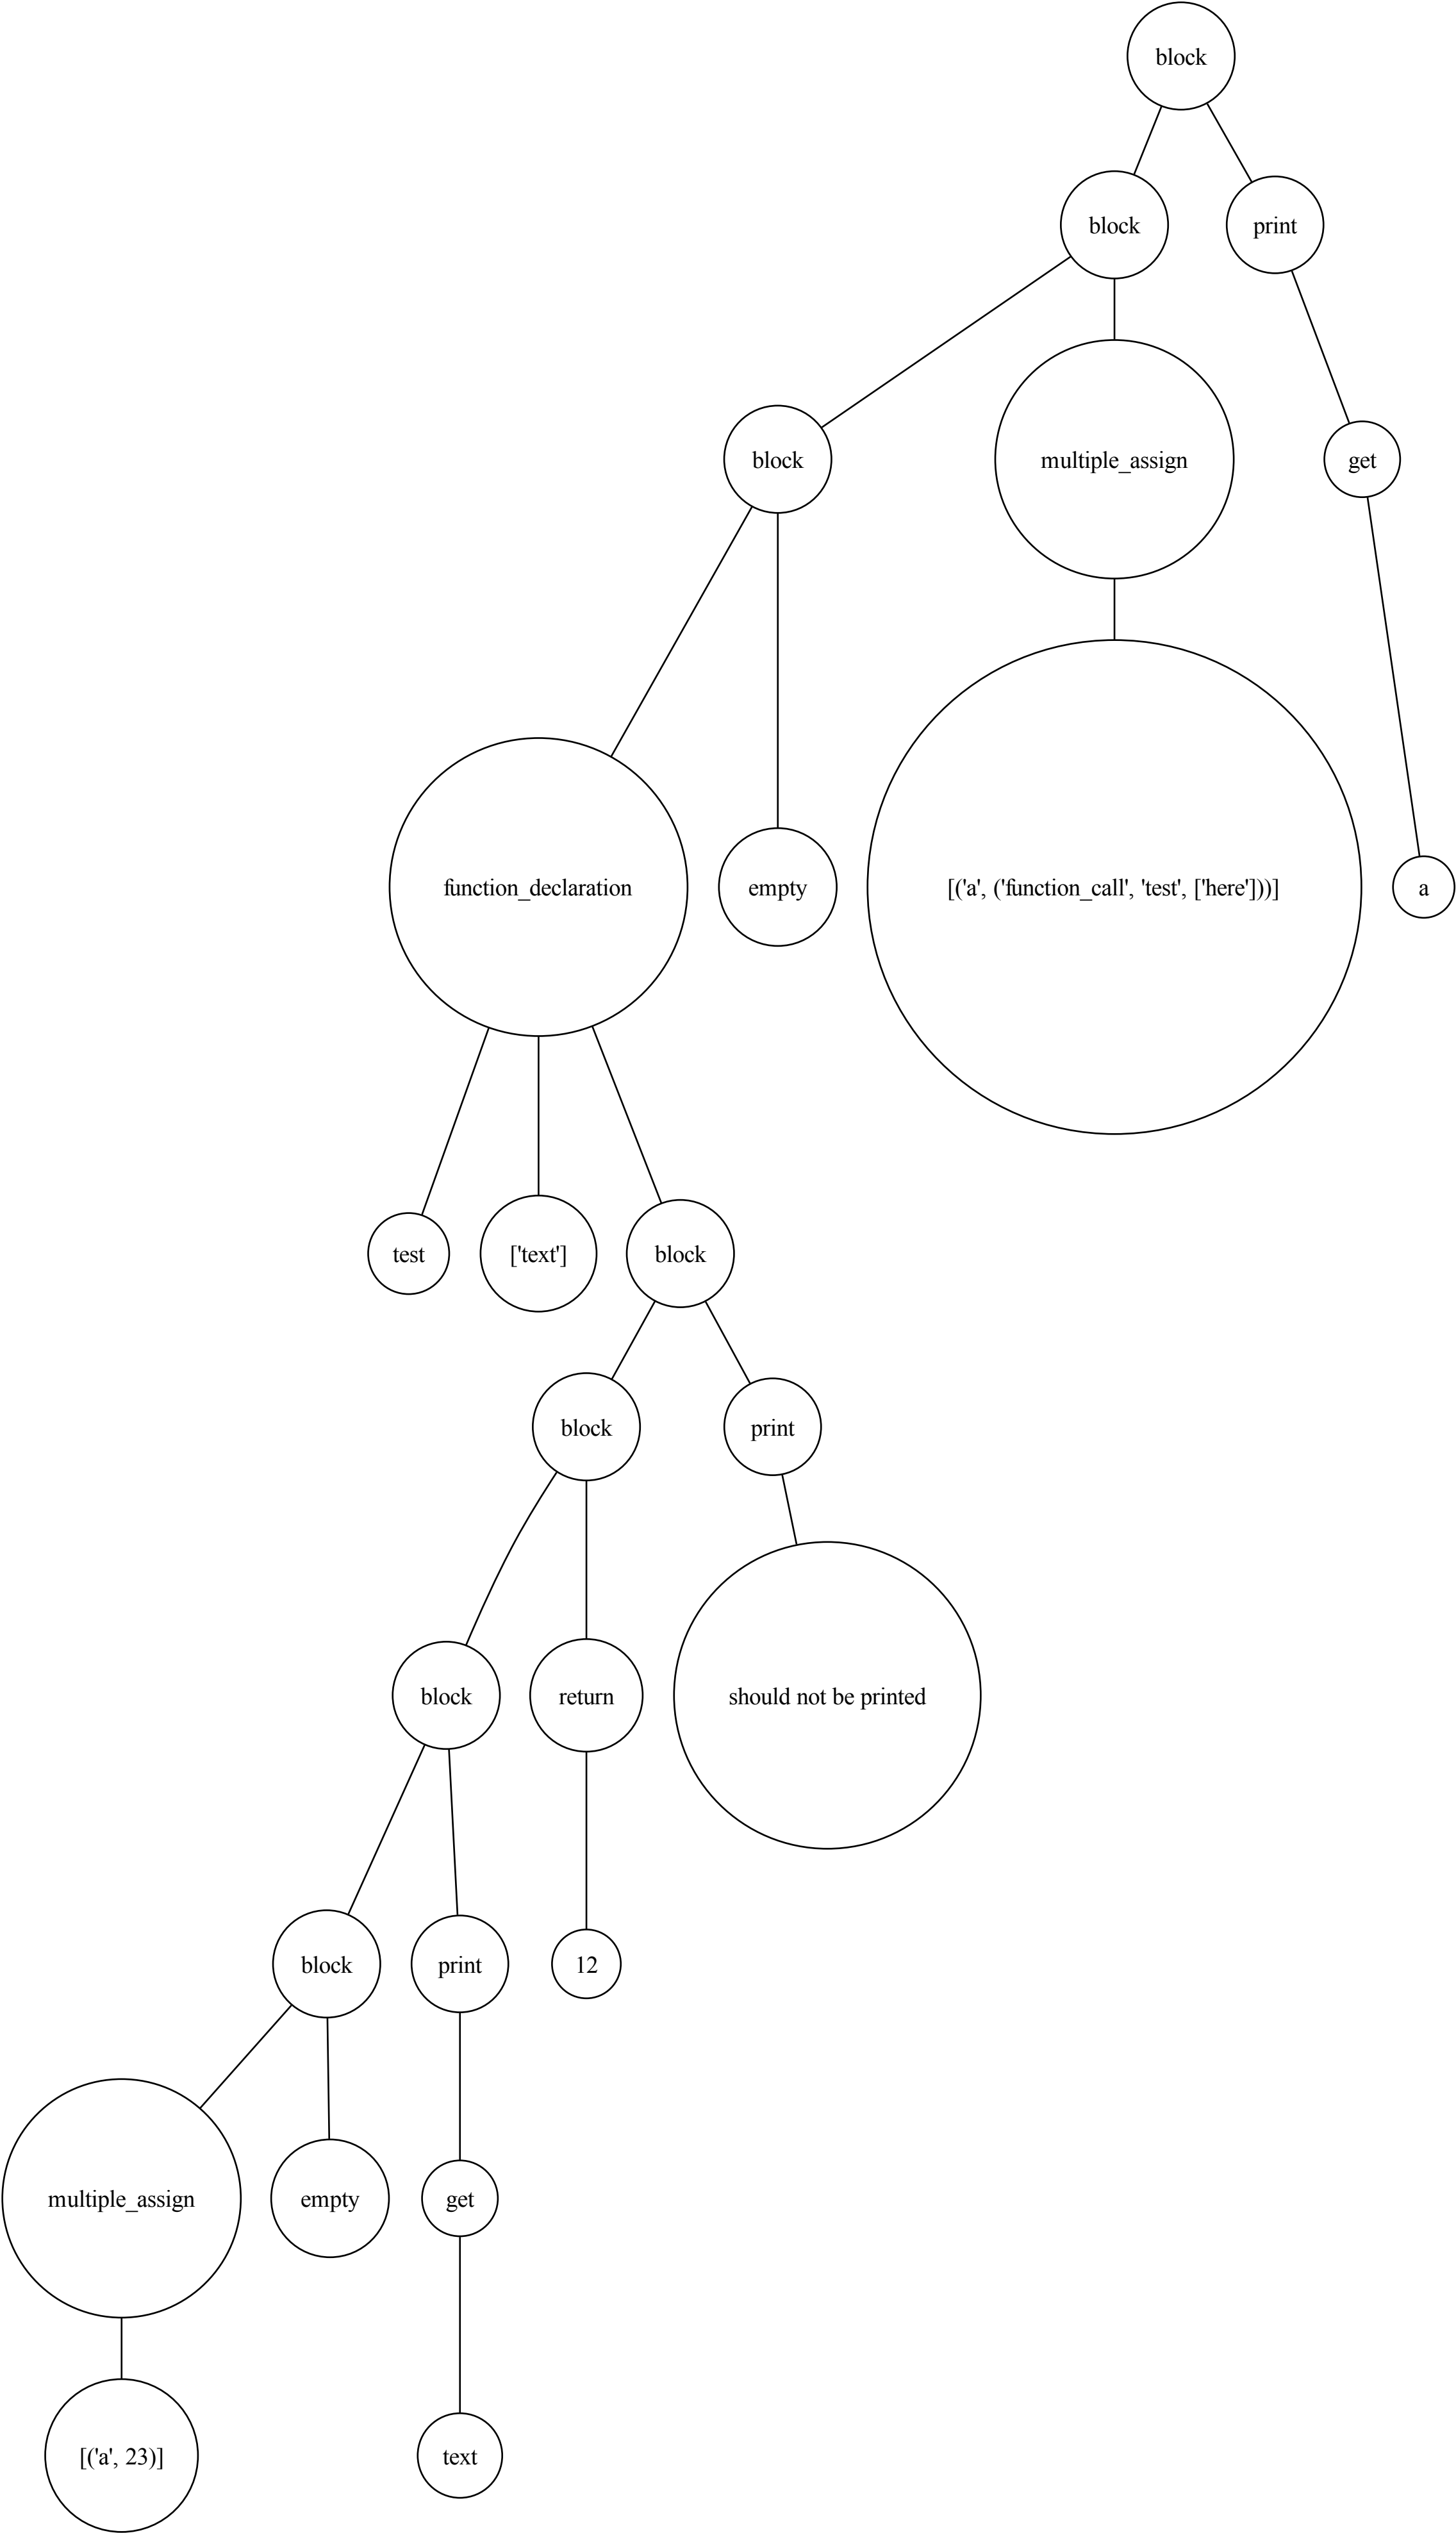 block
block
print
block
multiple_assign
get
function_declaration
empty
[('a', ('function_call', 'test', ['here']))]
a
test
['text']
block
block
print
block
return
should not be printed
block
print
12
multiple_assign
empty
get
[('a', 23)]
text